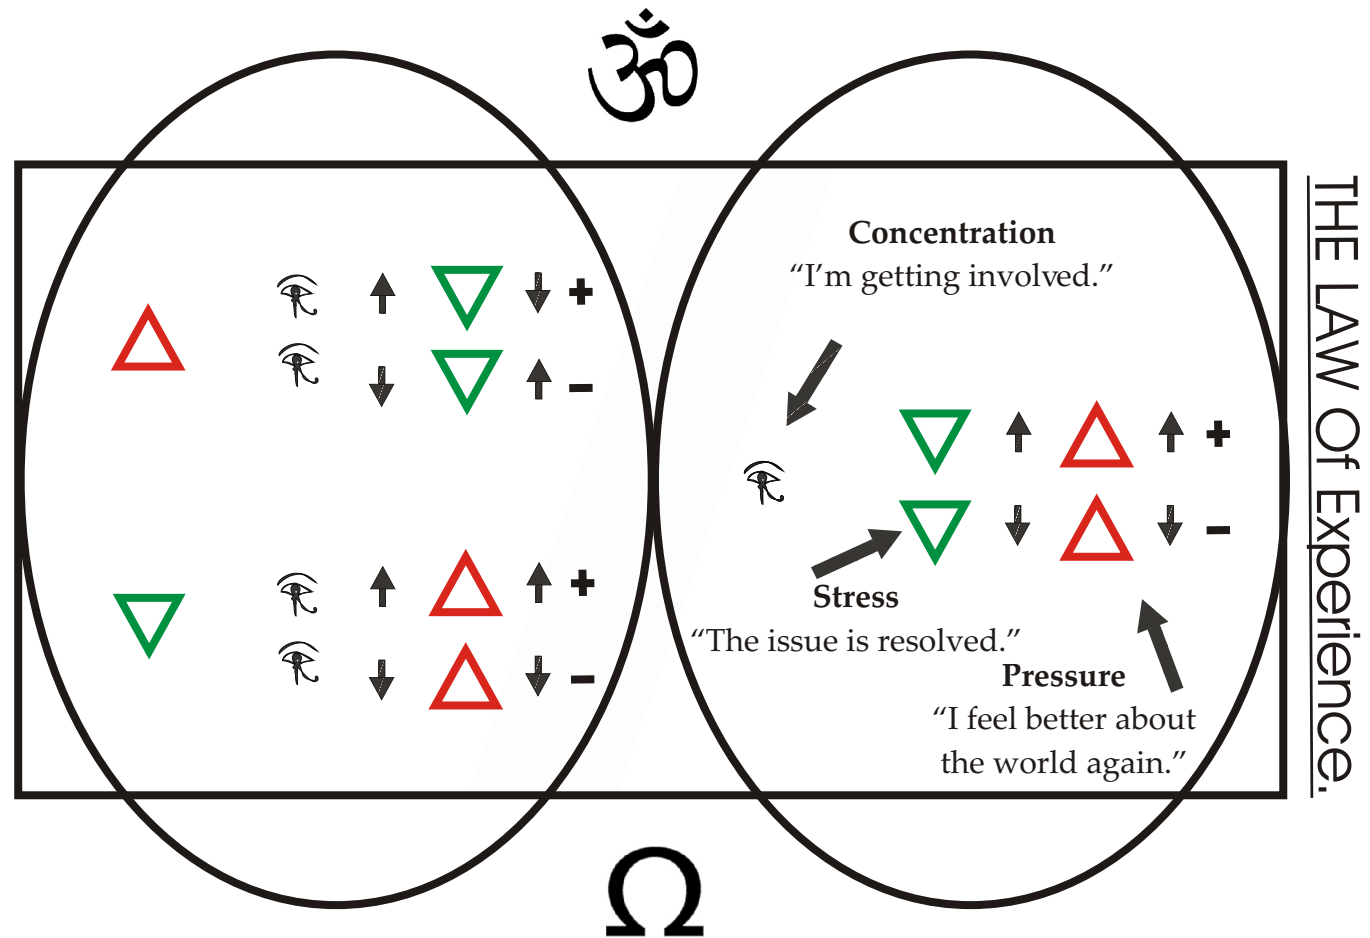 ॐ
+
−
+
−
Concentration
“I’m getting involved.”
+
−
Stress
“The issue is resolved.”
Pressure
“I feel better about
the world again.”
THE LAW Of Experience.
Ω